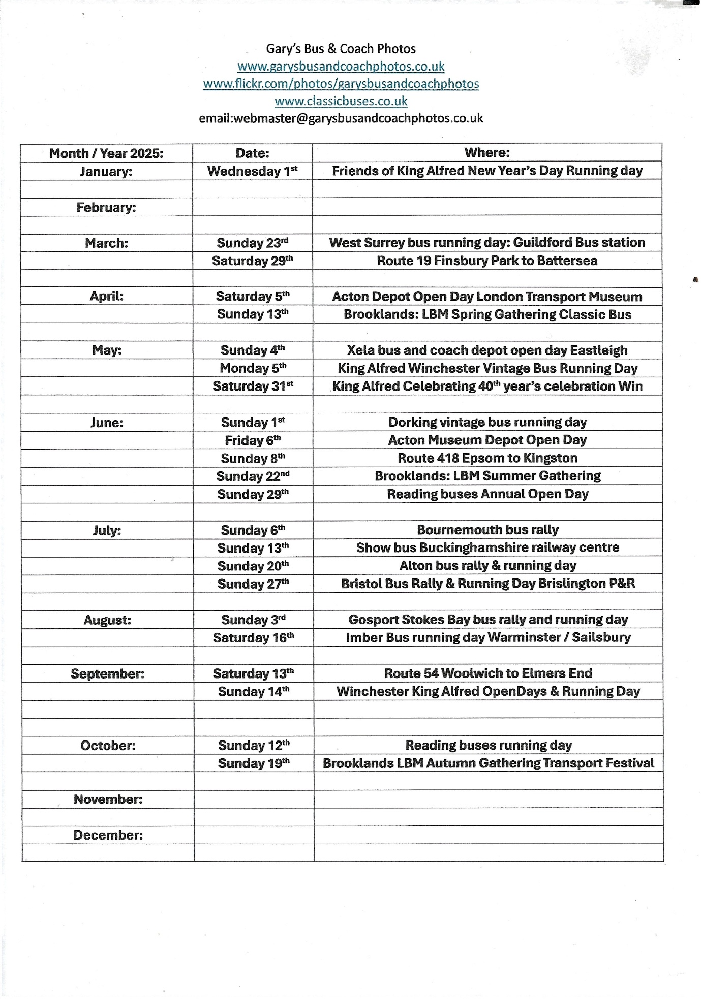 Gary's Bus & Coach Photos
www.garysbusandcoachphotos.co.uk
www.flickr.com/photos/garysbusandcoachphotos
www.classicbuses.co.uk
email:webmaster@garysbusandcoachphotos.co.uk
Month / Year 2025: Date: Where:
January: Wednesday 1st Friends of King Alfred New Year's Day Running day
February:
March: Sunday 23rd West Surrey bus running day: Guildford Bus station
Saturday 29th Route 19 Finsbury Park to Battersea
April: Saturday 5th Acton Depot Open Day London Transport Museum
Sunday 13th Brooklands: LBM Spring Gathering Classic Bus
May: Sunday 4th Xela bus and coach depot open day Eastleigh
Monday 5th King Alfred Winchester Vintage Bus Running Day
Saturday 31st King Alfred Celebrating 40th year's celebration Win
June: Sunday 1st Dorking vintage bus running day
Friday 6th Acton Museum Depot Open Day
Sunday 8th Route 418 Epsom to Kingston
Sunday 22nd Brooklands: LBM Summer Gathering
Sunday 29th Reading buses Annual Open Day
July: Sunday 6th Bournemouth bus rally
Sunday 13th Show bus Buckinghamshire railway centre
Sunday 20th Alton bus rally & running day
Sunday 27th Bristol Bus Rally & Running Day Brislington P&R
August: Sunday 3rd Gosport Stokes Bay bus rally and running day
Saturday 16th Imber Bus running day Warminster / Sailsbury
September: Saturday 13th Route 54 Woolwich to Elmers End
Sunday 14th Winchester King Alfred OpenDays & Running Day
October: Sunday 12th Reading buses running day
Sunday 19th Brooklands LBM Autumn Gathering Transport Festival
November:
December: